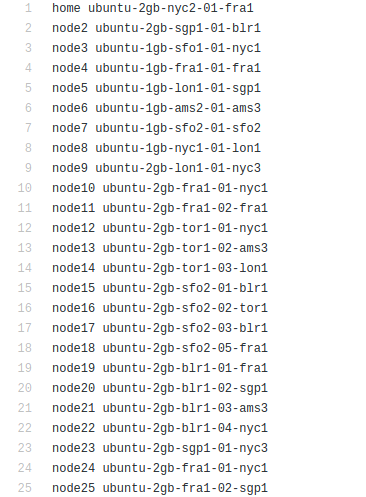 1 home ubuntu-2gb-nyc2-01-fra1
2 node2 ubuntu-2gb-sgp1-01-blr1
3 node3 ubuntu-1gb-sfo1-01-nyc1
4 node4 ubuntu-1gb-fra1-01-fra1
5 node5 ubuntu-1gb-lon1-01-sgp1
6 node6 ubuntu-1gb-ams2-01-ams3
7 node7 ubuntu-1gb-sfo2-01-sfo2
8 node8 ubuntu-1gb-nyc1-01-lon1
9 node9 ubuntu-2gb-lon1-01-nyc3
10 node10 ubuntu-2gb-fra1-01-nyc1
11 node11 ubuntu-2gb-fra1-02-fra1
12 node12 ubuntu-2gb-tor1-01-nyc1
13 node13 ubuntu-2gb-tor1-02-ams3
14 node14 ubuntu-2gb-tor1-03-lon1
15 node15 ubuntu-2gb-sfo2-01-blr1
16 node16 ubuntu-2gb-sfo2-02-tor1
17 node17 ubuntu-2gb-sfo2-03-blr1
18 node18 ubuntu-2gb-sfo2-05-fra1
19 node19 ubuntu-2gb-blr1-01-fra1
20 node20 ubuntu-2gb-blr1-02-sgp1
21 node21 ubuntu-2gb-blr1-03-ams3
22 node22 ubuntu-2gb-blr1-04-nyc1
23 node23 ubuntu-2gb-sgp1-01-nyc3
24 node24 ubuntu-2gb-fra1-01-nyc1
25 node25 ubuntu-2gb-fra1-02-sgp1